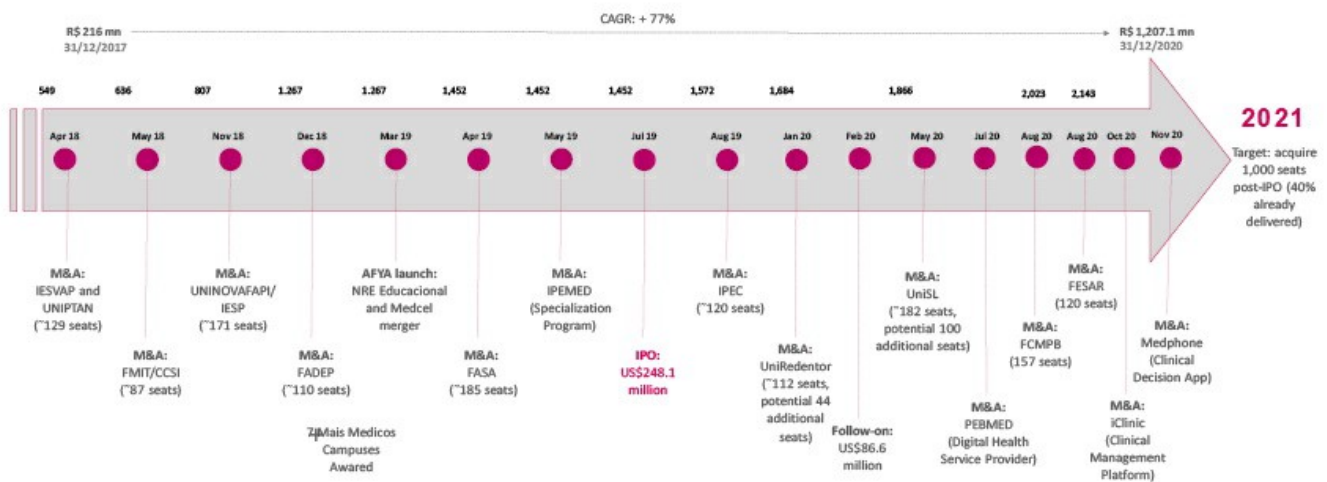 CAGR: + 77%
R$ 216 mn
31/12/2017
R$ 1,207.1 mn
31/12/2020
549
636
807
1.267
1.267
1,452
1,452
1,452
1,572
1,684
1,866
2,023
2,143
Apr 18
May 18
Nov 18
Dec 18
Mar 19
Apr 19
May 19
Jul 19
Aug 19
Jan 20
Feb 20
May 20
Jul 20
Aug 20
Aug 20
Oct 20
Nov 20
2021
Target: acquire
1,000 seats
post-IPO (40%
already
delivered)
M&A:
IESVAP and
UNIPTAN
(~129 seats)
M&A:
FMIT/CCSI
(~87 seats)
M&A:
UNINOVAFAPI/
IESP
(~171 seats)
M&A:
FADEP
(~110 seats)
Mais Medicos
Campuses
Awared
AFYA launch:
NRE Educacional
and Medcel
merger
M&A:
FASA
(~185 seats)
M&A:
IPEMED
(Specialization
Program)
IPO:
US$248.1
million
M&A:
IPEC
(~120 seats)
M&A:
UniRedentor
(~112 seats,
potential 44
additional
seats)
Follow-on:
US$86.6
million
M&A:
UniSL
(~182 seats,
potential 100
additional seats)
M&A:
PEBMED
(Digital Health
Service Provider)
M&A:
FCMPB
(157 seats)
M&A:
FESAR
(120 seats)
M&A:
iClinic
(Clinical
Management
Platform)
M&A:
Medphone
(Clinical
Decision App)